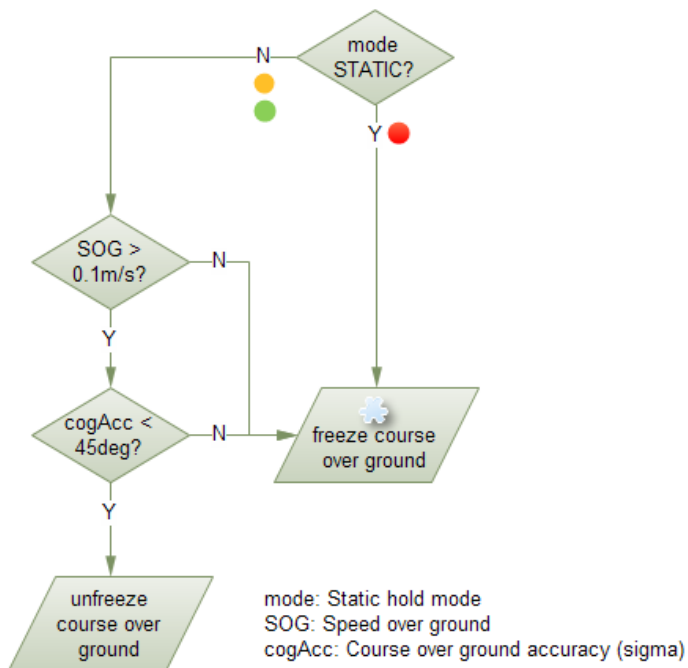 mode
STATIC?
N
Y
SOG >
0.1m/s?
N
Y
cogAcc <
45deg?
N
freeze course
over ground
Y
unfreeze
course over
ground
mode: Static hold mode
SOG: Speed over ground
cogAcc: Course over ground accuracy (sigma)